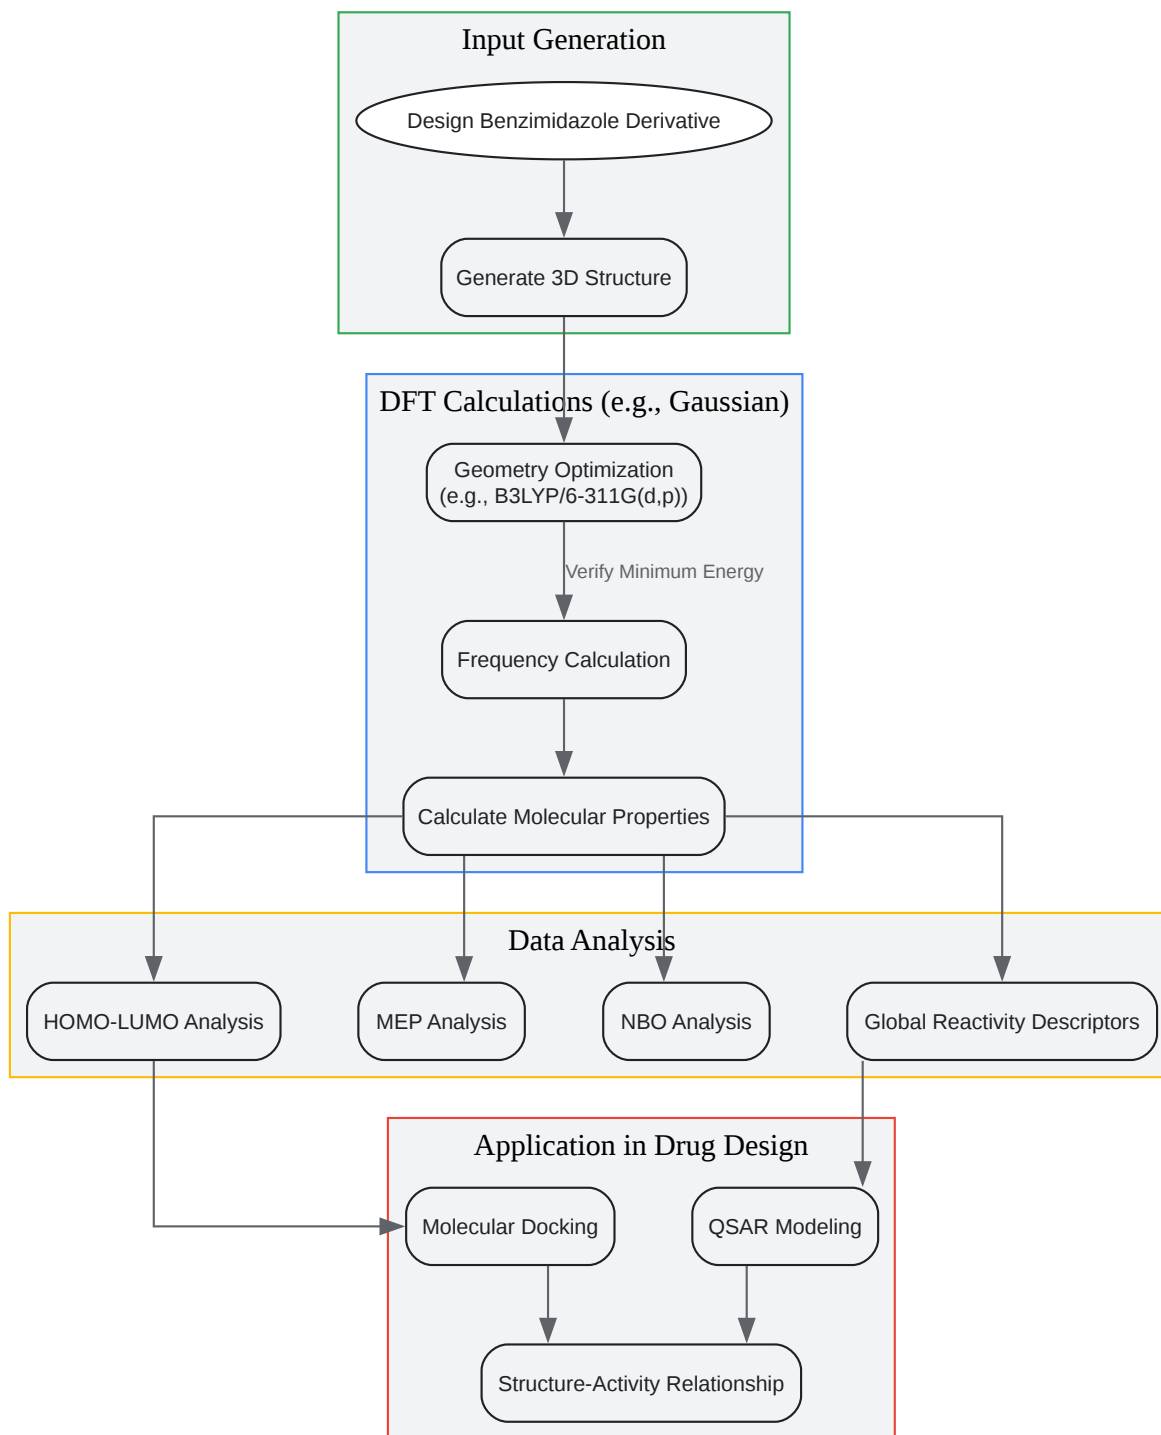 Input Generation
Design Benzimidazole Derivative
Generate 3D Structure
DFT Calculations (e.g., Gaussian)
Geometry Optimization
(e.g., B3LYP/6-311G(d,p))
Verify Minimum Energy
Frequency Calculation
Calculate Molecular Properties
Data Analysis
HOMO-LUMO Analysis
MEP Analysis
NBO Analysis
Global Reactivity Descriptors
Application in Drug Design
Molecular Docking
QSAR Modeling
Structure-Activity Relationship